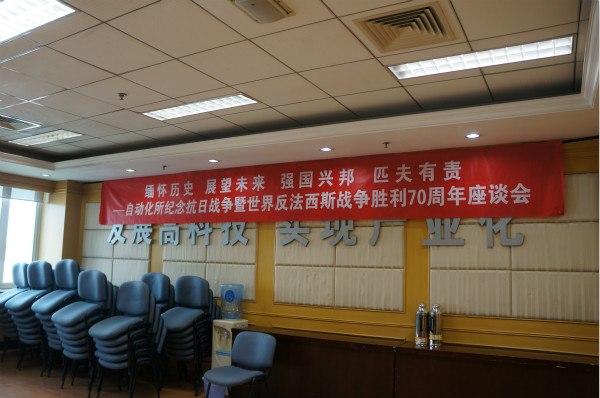 缅怀历史 展望未来 强国兴邦 匹夫有责
—自动化所纪念抗日战争暨世界反法西斯战争胜利70周年座谈会
发展高科技 实现产业化